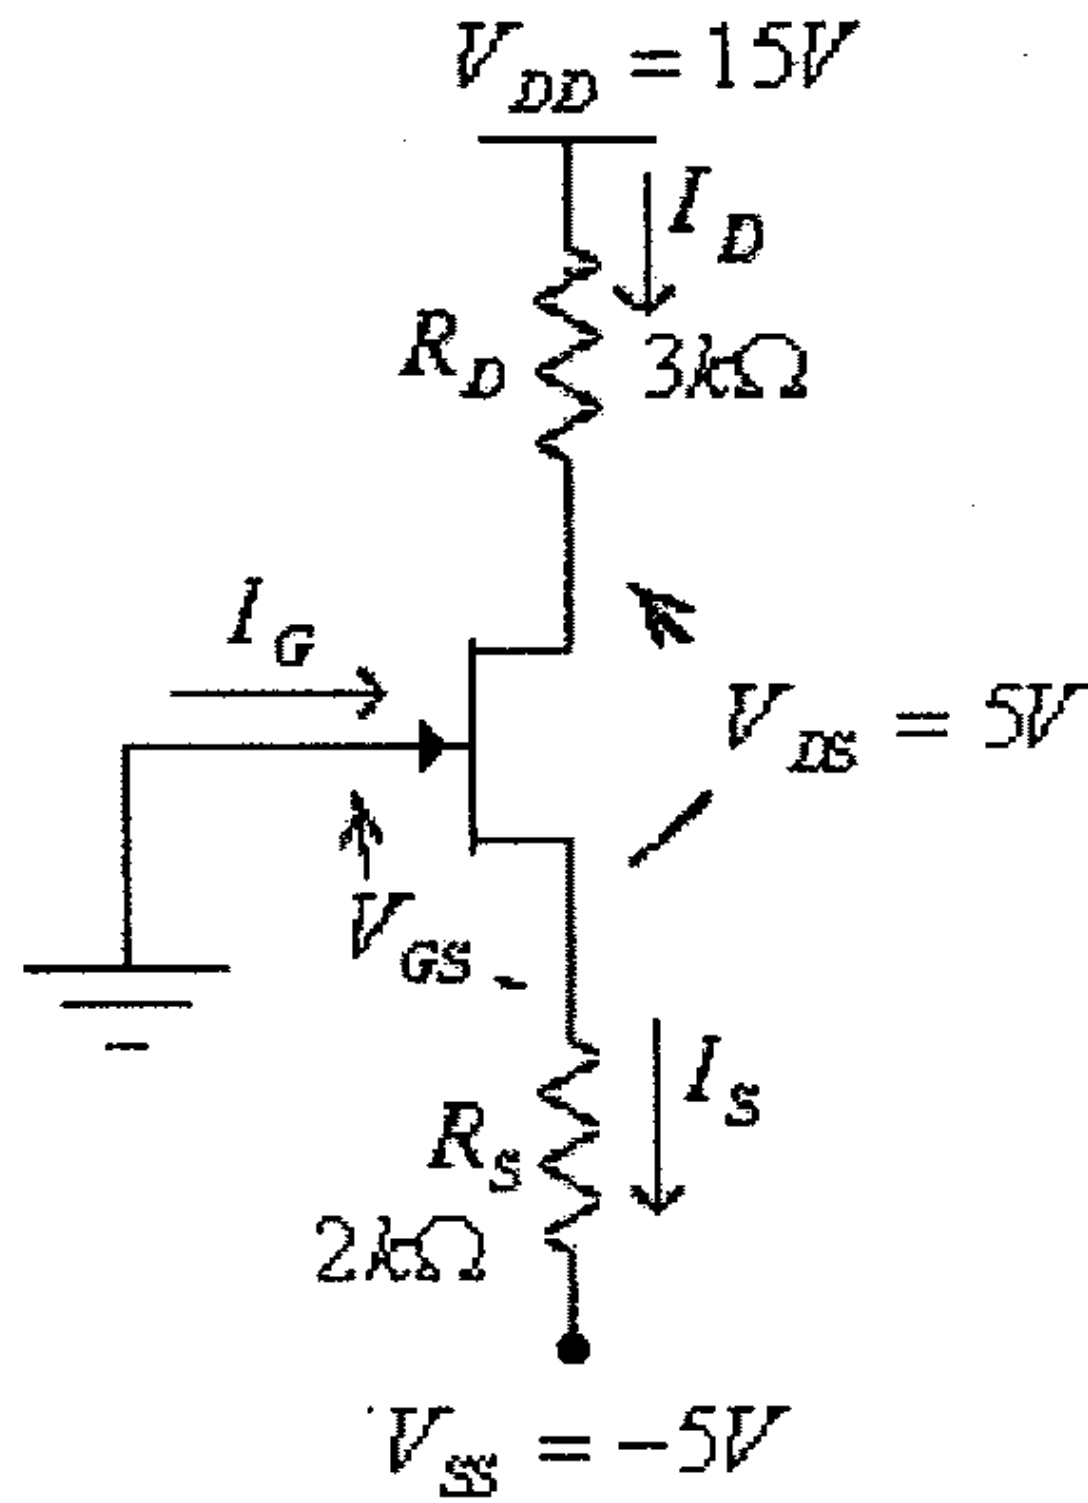 V_DD = 15V
I_D
R_D
3kΩ
I_G
V_DS = 5V
V_GS
I_S
R_S
2kΩ
V_SS = −5V